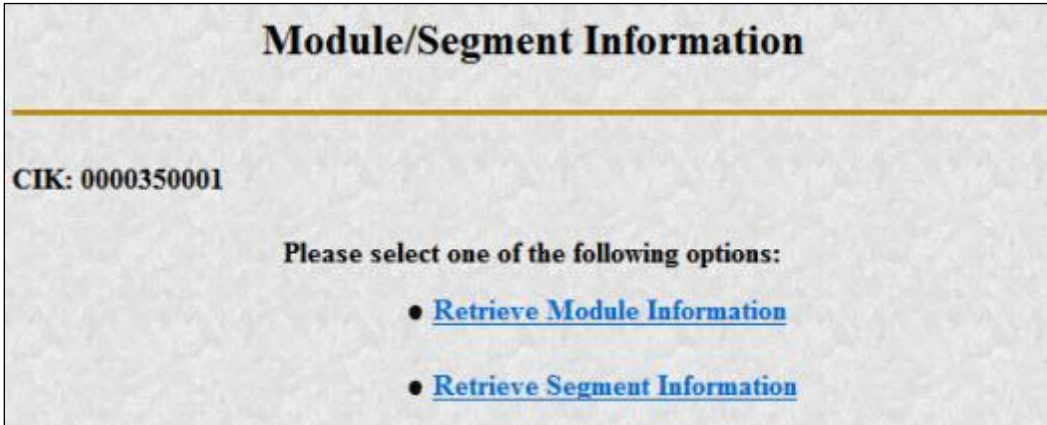 Module/Segment Information
CIK: 0000350001
Please select one of the following options:
Retrieve Module Information
Retrieve Segment Information